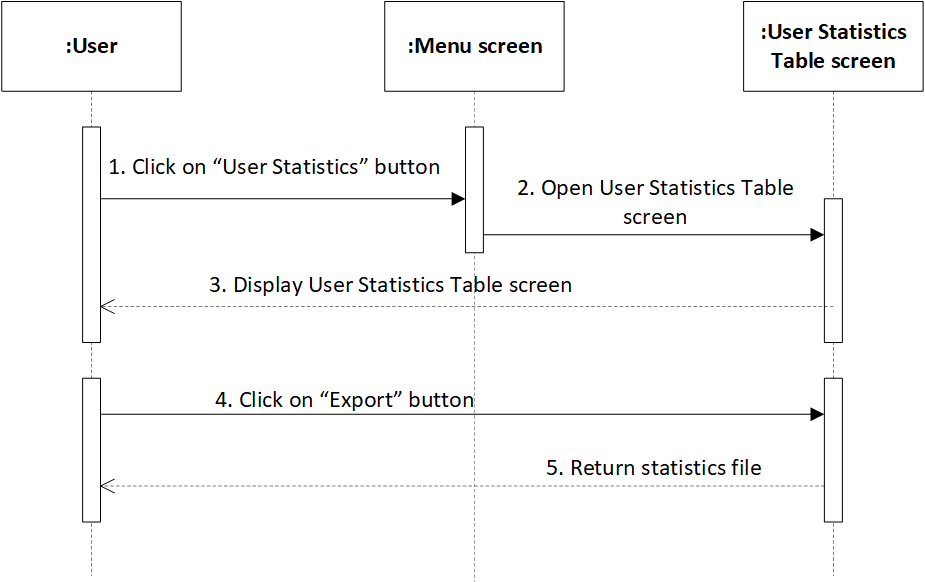 :User
:Menu screen
:User Statistics
Table screen
1. Click on “User Statistics” button
2. Open User Statistics Table
screen
3. Display User Statistics Table screen
4. Click on “Export” button
5. Return statistics file